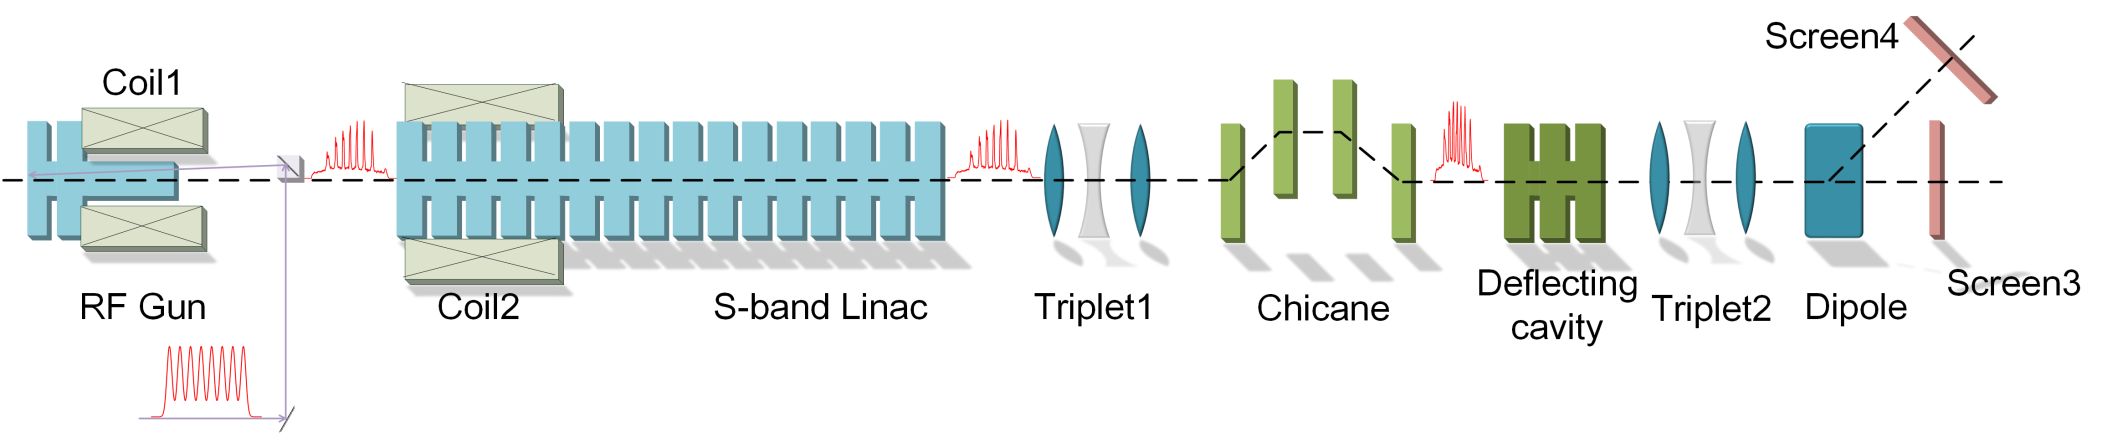 Coil1
Screen4
RF Gun
Coil2
S-band Linac
Triplet1
Chicane
Deflecting
cavity
Triplet2
Dipole
Screen3